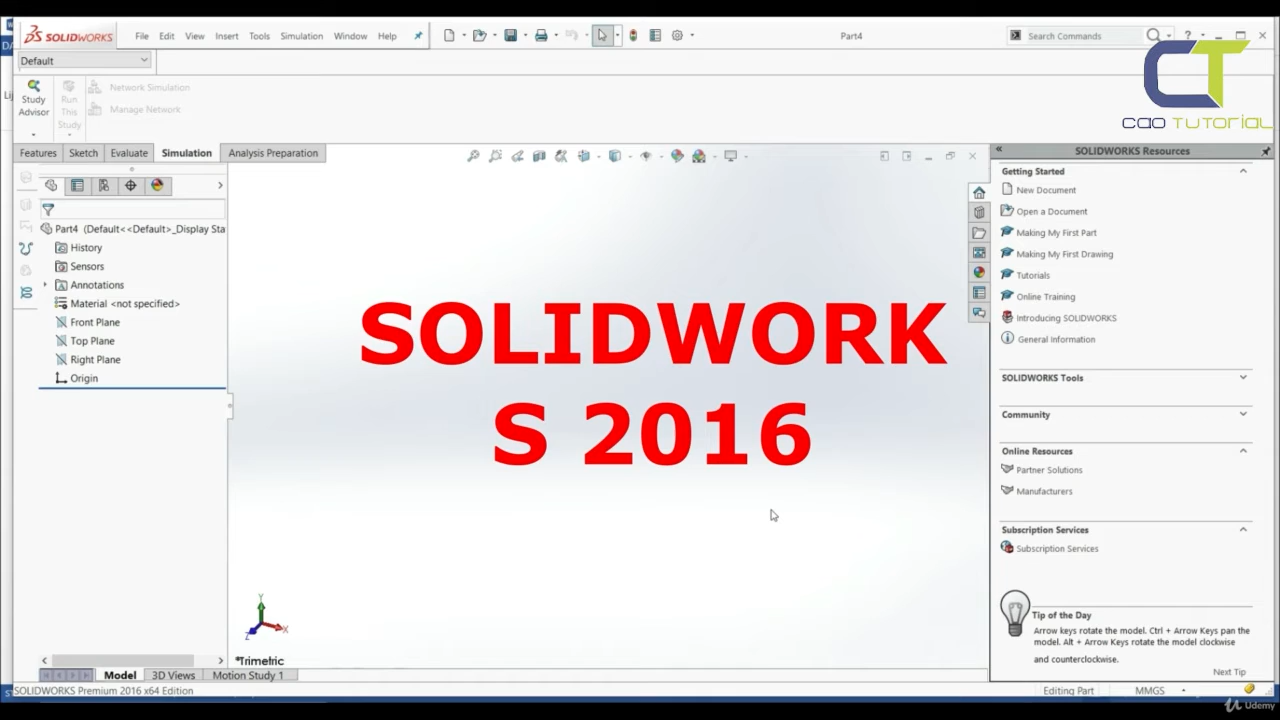 SOLIDWORKS File Edit View Insert Tools Simulation Window Help Part4 Search Commands
Default
CAD TUTORIAL
Study Advisor
Run This Study
Network Simulation
Manage Network
Features Sketch Evaluate Simulation Analysis Preparation
Part4 (Default<<Default>_Display Sta
History
Sensors
Annotations
Material <not specified>
Front Plane
Top Plane
Right Plane
Origin
SOLIDWORK
S 2016
Y
X
Z
*Trimetric
Model 3D Views Motion Study 1
SOLIDWORKS Premium 2016 x64 Edition
SOLIDWORKS Resources
Getting Started
New Document
Open a Document
Making My First Part
Making My First Drawing
Tutorials
Online Training
Introducing SOLIDWORKS
General Information
SOLIDWORKS Tools
Community
Online Resources
Partner Solutions
Manufacturers
Subscription Services
Subscription Services
Tip of the Day
Arrow keys rotate the model. Ctrl + Arrow Keys pan the
model. Alt + Arrow Keys rotate the model clockwise
and counterclockwise.
Next Tip
Editing Part MMGS
Udemy